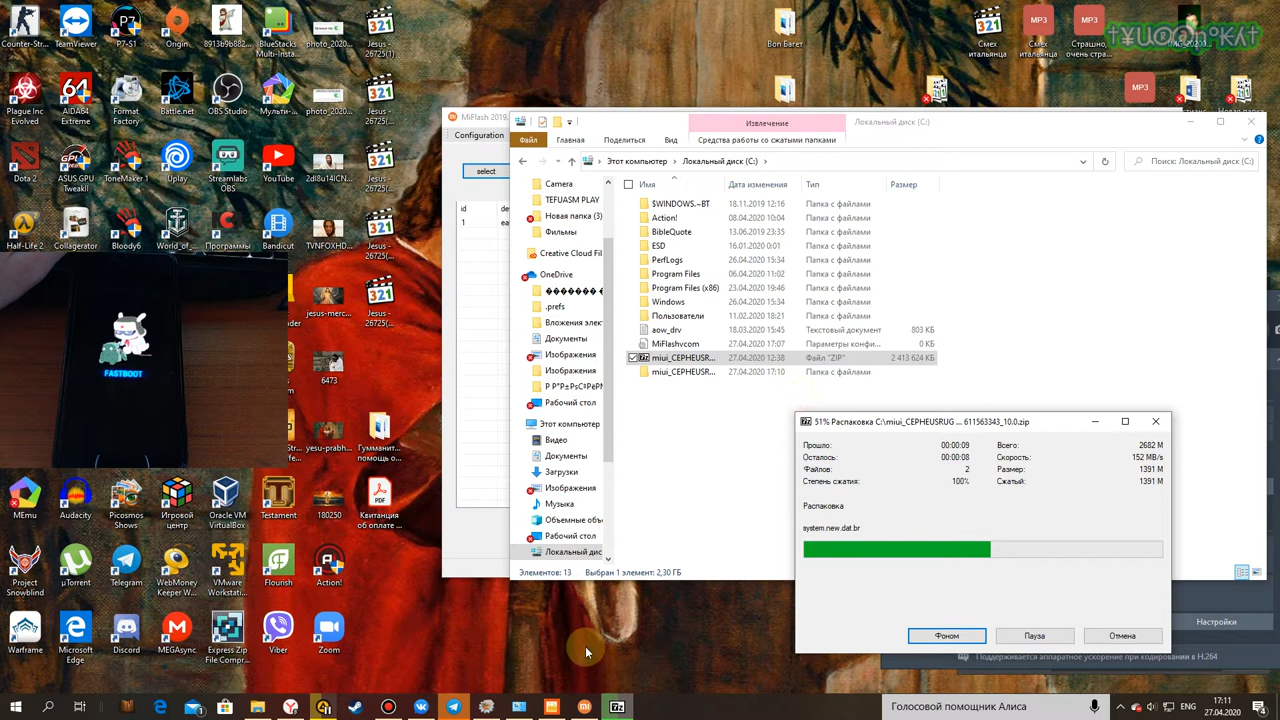 Counter-Str...
TeamViewer
P7-S1
Origin
8913b9b882...
BlueStacks
Multi-Insta...
photo_2020...
Jesus -
26725(1)
Воп Багет
Смех
итальянца
MP3
Смех
итальянца
MP3
Страшно,
очень стра...
Plague Inc
Evolved
AIDA64
Extreme
Format
Factory
Battle.net
OBS Studio
Мульти-...
photo_2020...
Jesus -
26725...
MP3
Dota 2
ASUS GPU
TweakII
ToneMaker 1
Uplay
Streamlabs
OBS
YouTube
2dI8u14ICN...
Jesus -
26725...
Half-Life 2
Collagerator
Bloody6
World_of_...
Программы
Bandicut
TVNFOXHD...
Jesus -
26725...
FASTBOOT
jesus-merc...
Jesus -
26725...
6473
yesu-prabh...
Гумманит...
помощь о...
MEmu
Audacity
Picosmos
Shows
Игровой
центр
Oracle VM
VirtualBox
Testament
180250
Квитанция
об оплате ...
Project
Snowblind
µTorrent
Telegram
WebMoney
Keeper W...
VMware
Workstati...
Flourish
Action!
Warframe
Microsoft
Edge
Discord
MEGAsync
Express Zip
File Compr...
Viber
Zoom
MiFlash 2019.
Configuration
select
id
1
Извлечение
Локальный диск (C:)
Файл
Главная
Поделиться
Вид
Средства работы с сжатыми папками
Этот компьютер > Локальный диск (C:) >
Поиск: Локальный диск (C:)
Camera
TEFUASM PLAY
Новая папка (3)
Фильмы
Creative Cloud Fil
OneDrive
������� �
.prefs
Вложения элект
Документы
Изображения
Изображения
Рабочий стол
Этот компьютер
Видео
Документы
Загрузки
Изображения
Музыка
Объемные объ
Рабочий стол
Локальный дис
Имя Дата изменения Тип Размер
$WINDOWS.~BT 18.11.2019 12:16 Папка с файлами
Action! 08.04.2020 10:04 Папка с файлами
BibleQuote 13.06.2019 23:35 Папка с файлами
ESD 16.01.2020 0:01 Папка с файлами
PerfLogs 26.04.2020 15:34 Папка с файлами
Program Files 06.04.2020 11:02 Папка с файлами
Program Files (x86) 23.04.2020 19:46 Папка с файлами
Windows 26.04.2020 15:34 Папка с файлами
Пользователи 11.02.2020 18:21 Папка с файлами
aow_drv 18.03.2020 15:45 Текстовый документ 803 КБ
MiFlashvcom 27.04.2020 17:07 Параметры конфи... 0 КБ
miui_CEPHEUSR... 27.04.2020 12:38 Файл "ZIP" 2 413 624 КБ
miui_CEPHEUSR... 27.04.2020 17:10 Папка с файлами
Элементов: 13 Выбран 1 элемент: 2,30 ГБ
51% Распаковка C:\miui_CEPHEUSRUG ... 611563343_10.0.zip
Прошло: 00:00:09 Всего: 2682 M
Осталось: 00:00:08 Скорость: 152 MB/s
Файлов: 2 Размер: 1391 M
Степень сжатия: 100% Сжатый: 1391 M
Распаковка
system.new.dat.br
Фоном
Пауза
Отмена
Настройки
Поддерживается аппаратное ускорение при кодировании в H.264
Голосовой помощник Алиса
ENG
17:11
27.04.2020